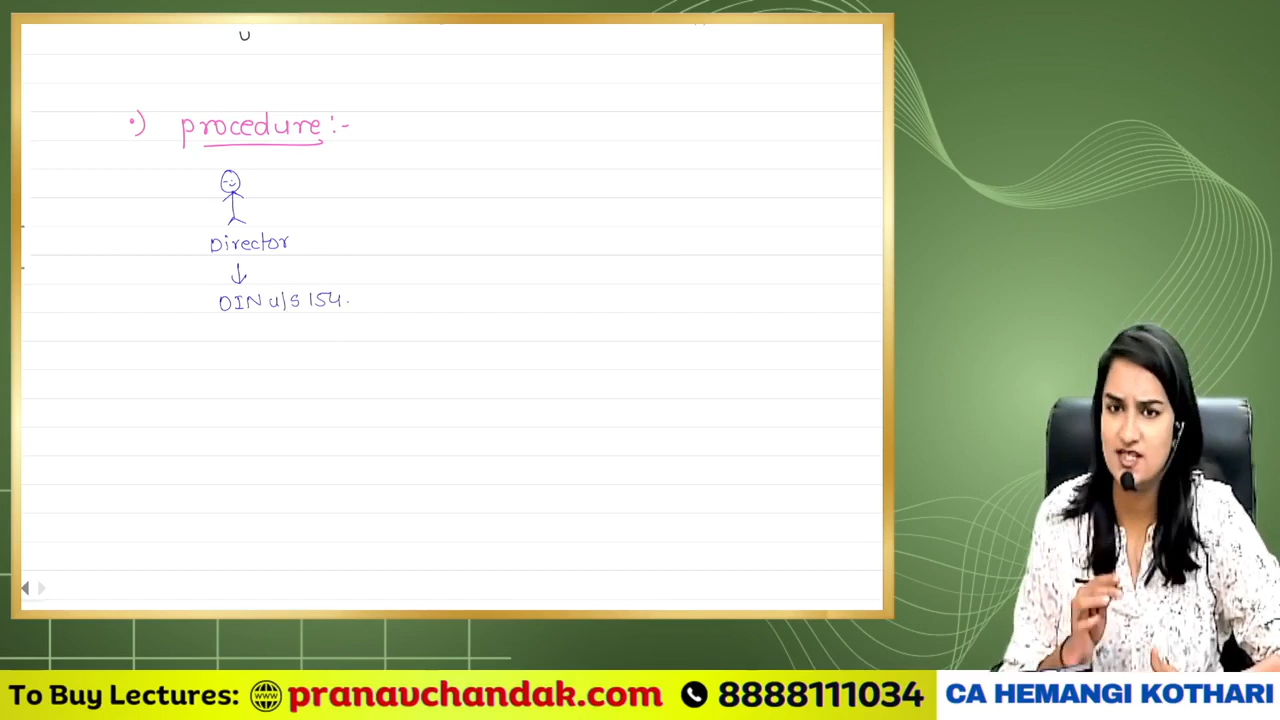 •) procedure :-
Director
↓
DIN u/s 154.
To Buy Lectures: pranavchandak.com 8888111034 CA HEMANGI KOTHARI